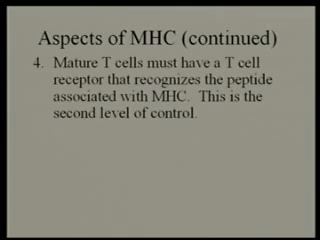 Aspects of MHC (continued)
4. Mature T cells must have a T cell
receptor that recognizes the peptide
associated with MHC. This is the
second level of control.